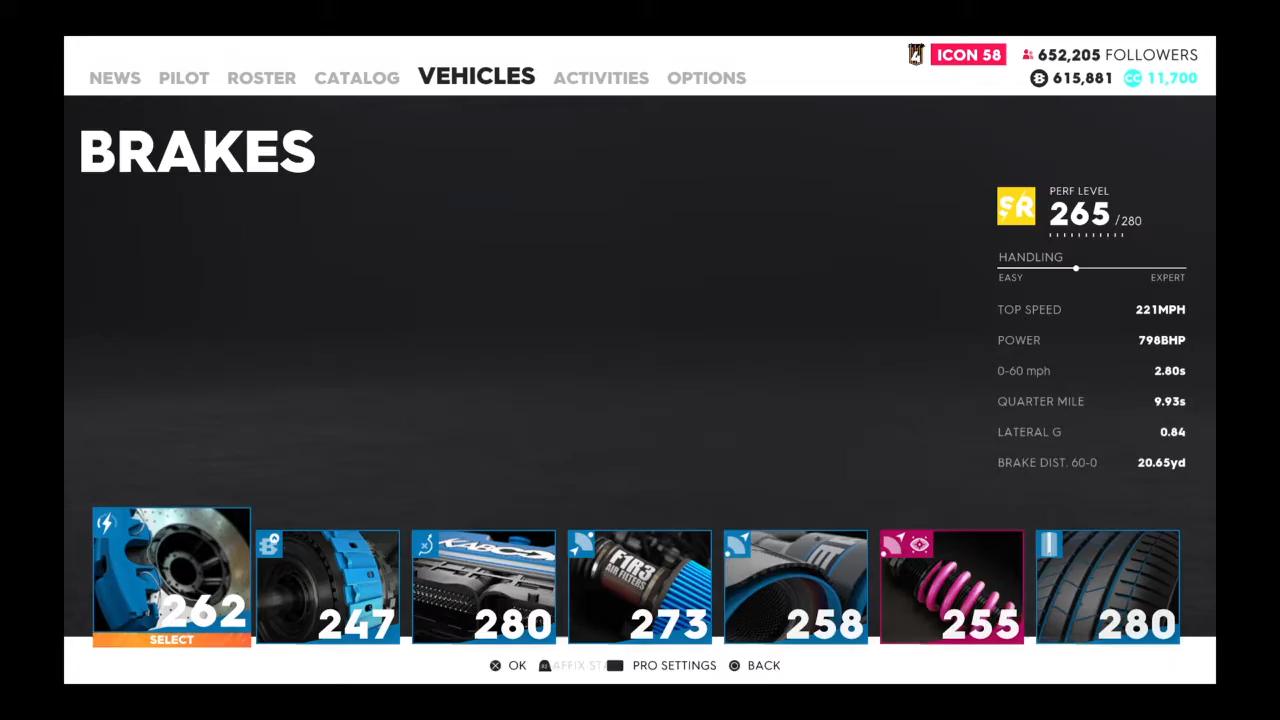 4 ICON 58 652,205 FOLLOWERS
NEWS PILOT ROSTER CATALOG VEHICLES ACTIVITIES OPTIONS
615,881 CC 11,700
BRAKES
SR
PERF LEVEL
265 /280
HANDLING
EASY EXPERT
TOP SPEED 221MPH
POWER 798BHP
0-60 mph 2.80s
QUARTER MILE 9.93s
LATERAL G 0.84
BRAKE DIST. 60-0 20.65yd
F1R3
AIR FILTERS
262 247 280 273 258 255 280
SELECT
OK AFFIX PRO SETTINGS BACK